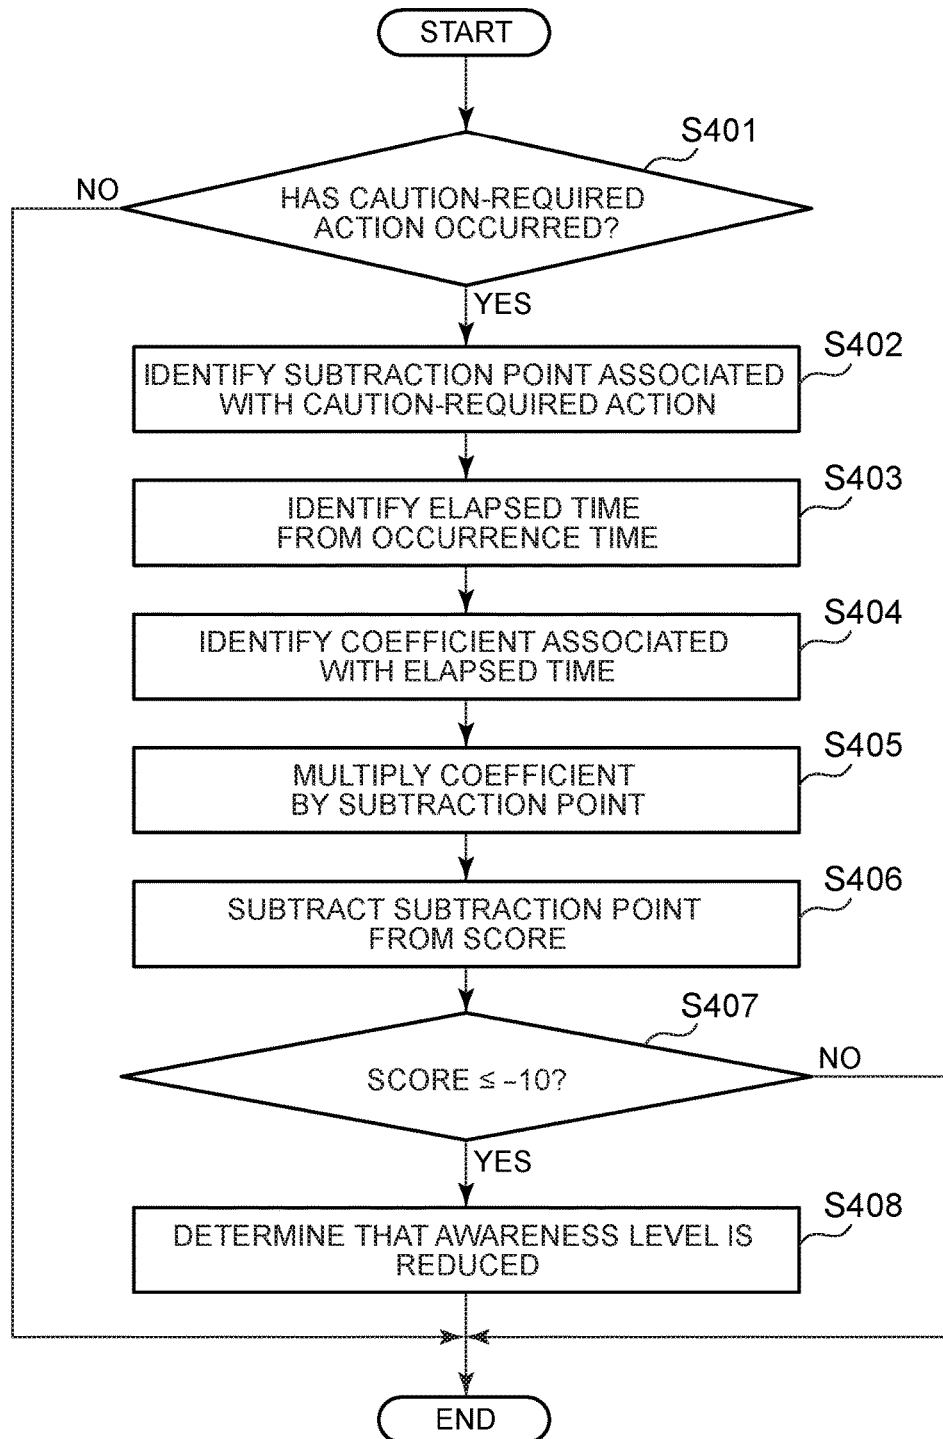 START
S401
NO
HAS CAUTION-REQUIRED
ACTION OCCURRED?
YES
S402
IDENTIFY SUBTRACTION POINT ASSOCIATED
WITH CAUTION-REQUIRED ACTION
S403
IDENTIFY ELAPSED TIME
FROM OCCURRENCE TIME
S404
IDENTIFY COEFFICIENT ASSOCIATED
WITH ELAPSED TIME
S405
MULTIPLY COEFFICIENT
BY SUBTRACTION POINT
S406
SUBTRACT SUBTRACTION POINT
FROM SCORE
S407
NO
SCORE ≤ –10?
YES
S408
DETERMINE THAT AWARENESS LEVEL IS
REDUCED
END